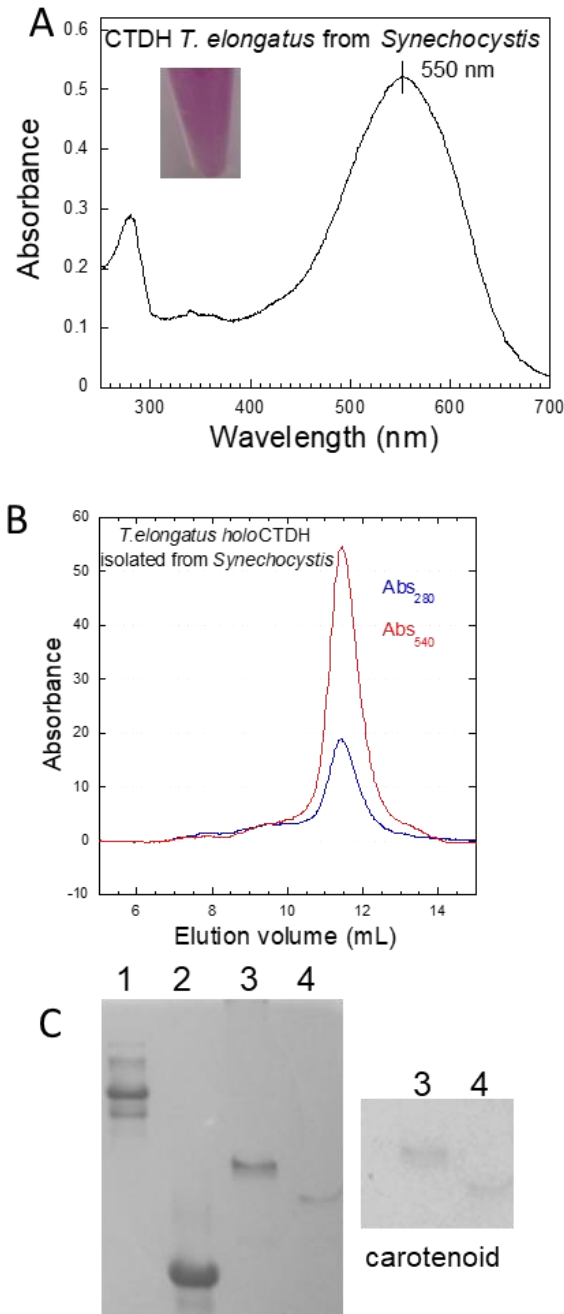 A
CTDH T. elongatus from Synechocystis
550 nm
0.6
0.5
0.4
0.3
0.2
0.1
0
Absorbance
300 400 500 600 700
Wavelength (nm)
B
T.elongatus holoCTDH
isolated from Synechocystis
Abs280
Abs540
60
50
40
30
20
10
0
-10
Absorbance
6 8 10 12 14
Elution volume (mL)
C
1 2 3 4
3 4
carotenoid